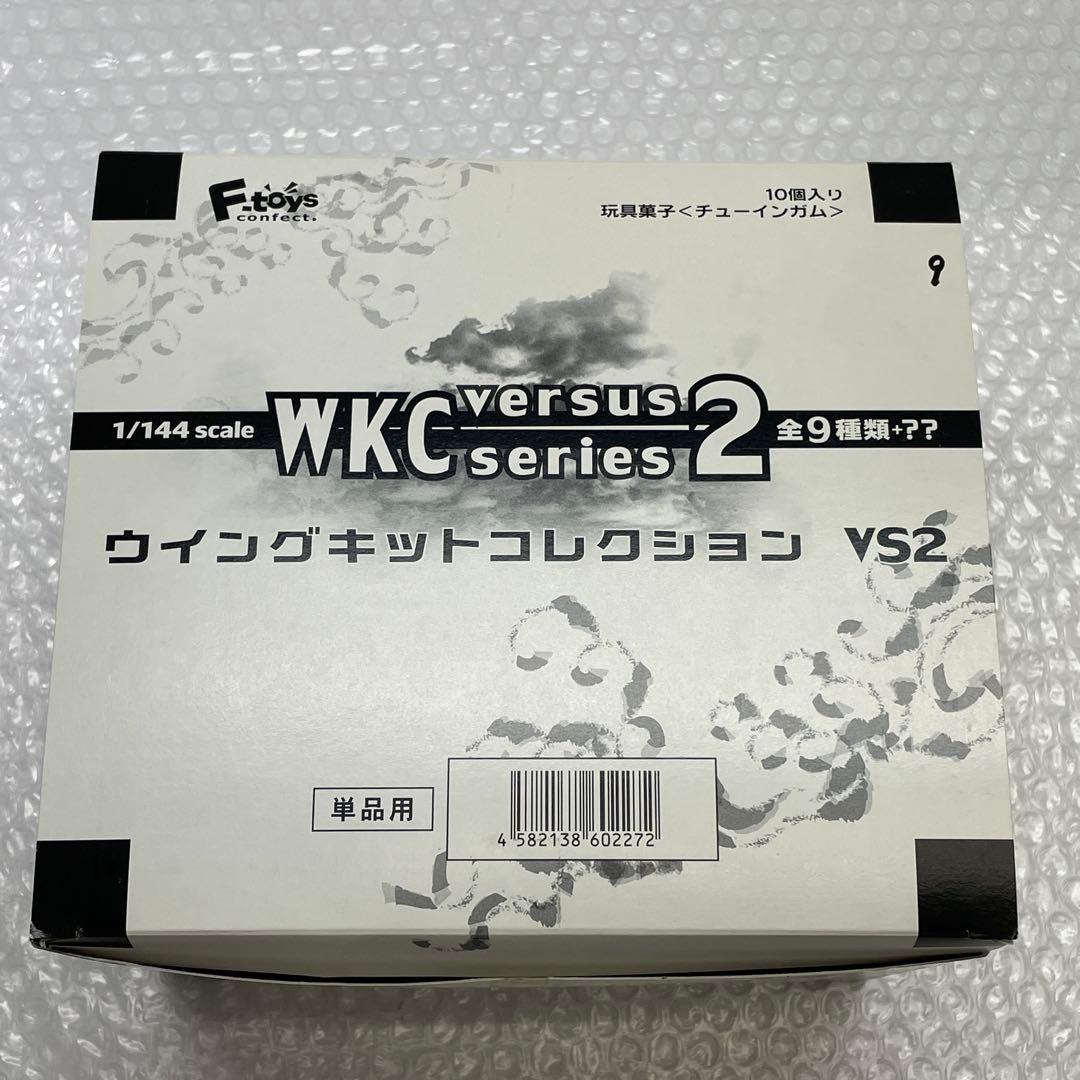 F-toys
confect.
10個入り
玩具菓子<チューインガム>
9
1/144 scale WKC versus series 2 全9種類+??
ウイングキットコレクション VS2
単品用
4 582138 602272